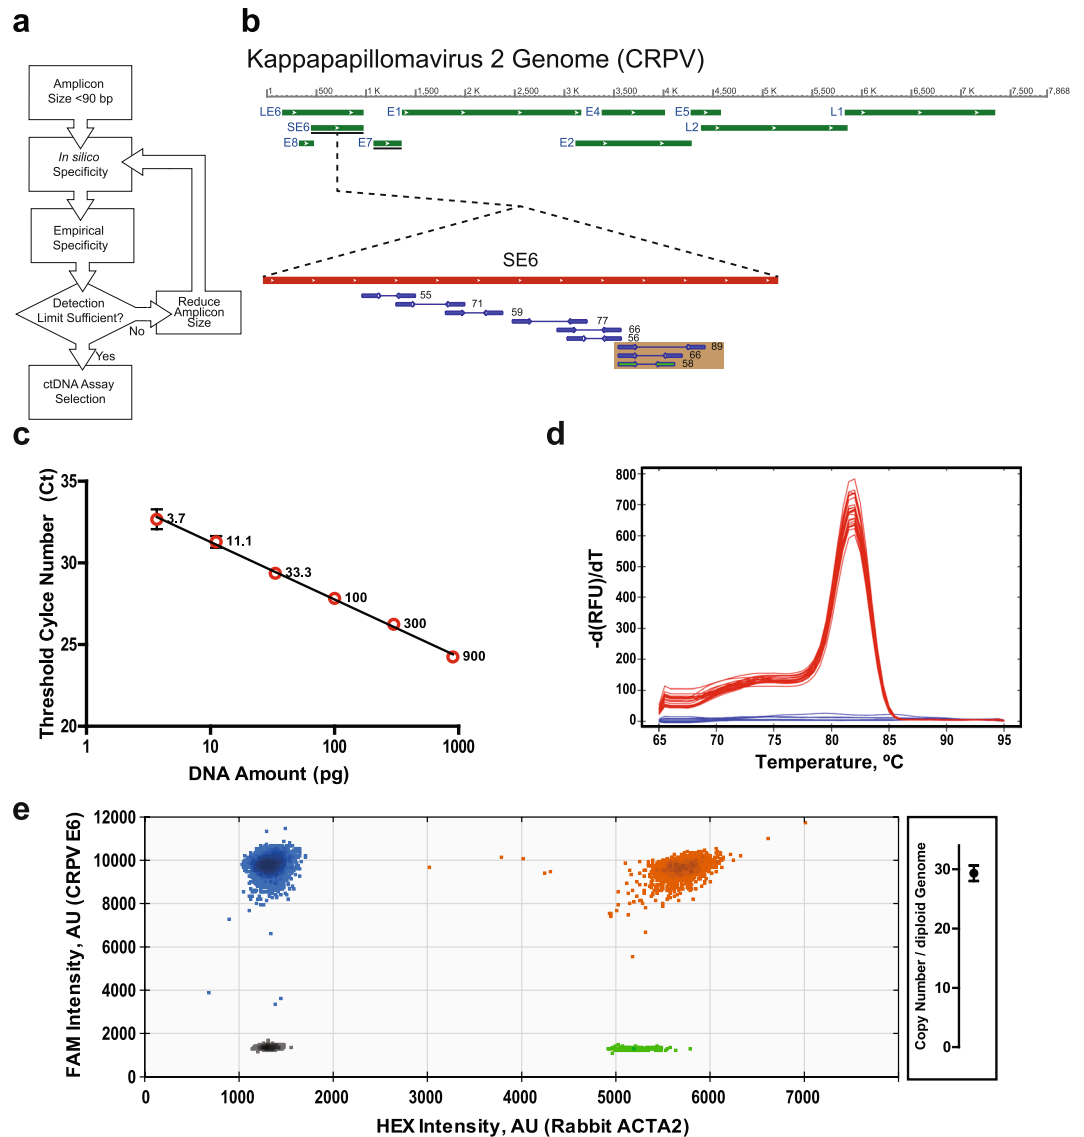 a
Amplicon
Size <90 bp
In silico
Specificity
Empirical
Specificity
Detection
Limit Sufficient?
No
Reduce
Amplicon
Size
Yes
ctDNA Assay
Selection
b
Kappapapillomavirus 2 Genome (CRPV)
1 500 1 K 1,500 2 K 2,500 3 K 3,500 4 K 4,500 5 K 5,500 6 K 6,500 7 K 7,500 7,868
LE6 E1 E4 E5 L1
SE6 L2
E8 E7 E2
SE6
55
71
59
77
66
56
89
66
58
c
Threshold Cylce Number (Ct)
35
30
25
20
3.7
11.1
33.3
100
300
900
1 10 100 1000
DNA Amount (pg)
d
-d(RFU)/dT
800
700
600
500
400
300
200
100
0
65 70 75 80 85 90 95
Temperature, ºC
e
FAM Intensity, AU (CRPV E6)
12000
10000
8000
6000
4000
2000
0
0 1000 2000 3000 4000 5000 6000 7000
HEX Intensity, AU (Rabbit ACTA2)
Copy Number / diploid Genome
30
20
10
0